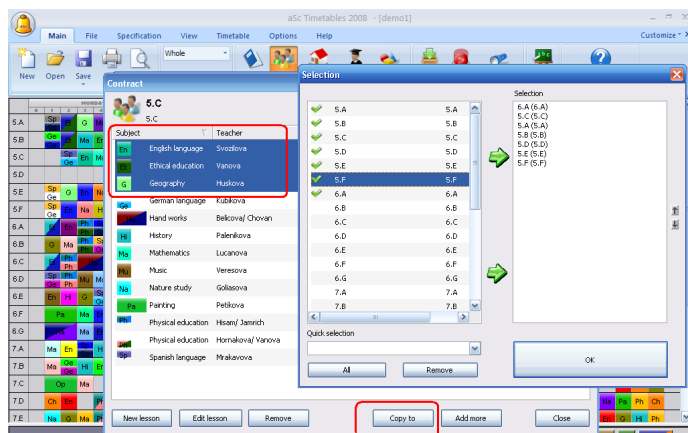 aSc Timetables 2008 - [demo1]
Main File Specification View Timetable Options Help Customize
New Open Save Whole
Contract
5.C
5.C
Subject Teacher
En English language Svozilova
Et Ethical education Vanova
G Geography Huskova
Ge German language Kubikova
Hand works Belicova/ Chovan
Hi History Palenikova
Ma Mathematics Lucanova
Mu Music Veresova
Na Nature study Goliasova
Pa Painting Petikova
Ph Physical education Hisam/ Jamrich
Ph Physical education Hornakova/ Vanova
Sp Spanish language Mrakavova
New lesson Edit lesson Remove Copy to Add more Close
Selection
Selection
5.A 5.A
5.B 5.B
5.C 5.C
5.D 5.D
5.E 5.E
5.F 5.F
6.A 6.A
6.B 6.B
6.C 6.C
6.D 6.D
6.E 6.E
6.F 6.F
6.G 6.G
7.A 7.A
7.B 7.B
6.A (6.A)
5.C (5.C)
5.A (5.A)
5.B (5.B)
5.D (5.D)
5.E (5.E)
5.F (5.F)
Quick selection
All Remove
OK
5.A
5.B
5.C
5.D
5.E
5.F
6.A
6.B
6.C
6.D
6.E
6.F
6.G
7.A
7.B
7.C
7.D
7.E